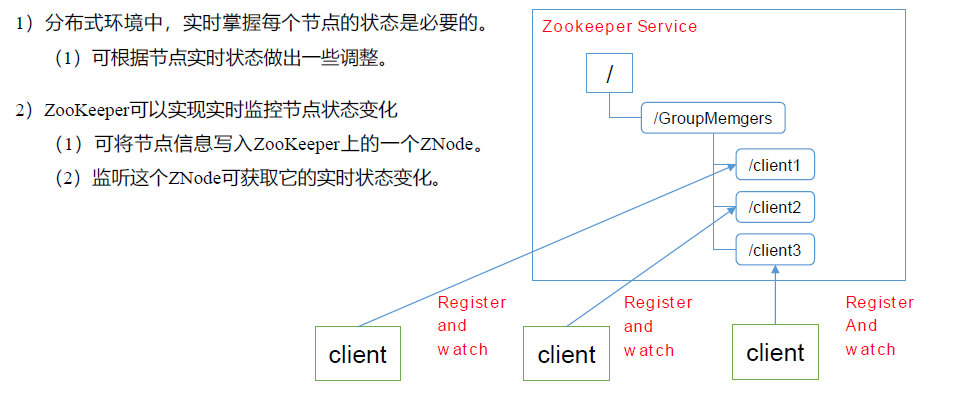 1）分布式环境中，实时掌握每个节点的状态是必要的。
（1）可根据节点实时状态做出一些调整。
2）ZooKeeper可以实现实时监控节点状态变化
（1）可将节点信息写入ZooKeeper上的一个ZNode。
（2）监听这个ZNode可获取它的实时状态变化。
Zookeeper Service
/
/GroupMemgers
/client1
/client2
/client3
Register
and
watch
Register
and
watch
Register
And
watch
client
client
client